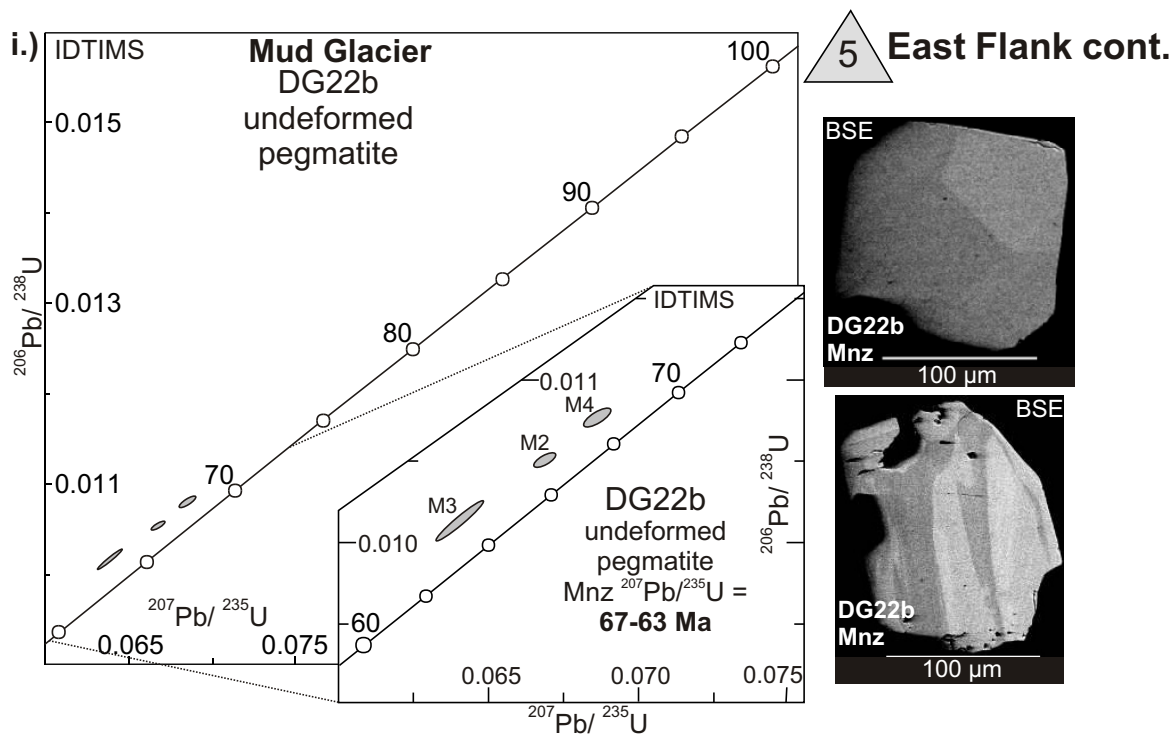 i.)
IDTIMS
Mud Glacier
DG22b
undeformed
pegmatite
100
90
80
70
0.015
0.013
0.011
²⁰⁶Pb/ ²³⁸U
²⁰⁷Pb/ ²³⁵U
0.065
0.075
IDTIMS
70
60
0.011
0.010
M4
M2
M3
²⁰⁶Pb/ ²³⁸U
DG22b
undeformed
pegmatite
Mnz ²⁰⁷Pb/²³⁵U =
67-63 Ma
0.065
0.070
0.075
²⁰⁷Pb/ ²³⁵U
5
East Flank cont.
BSE
DG22b
Mnz
100 µm
BSE
DG22b
Mnz
100 µm